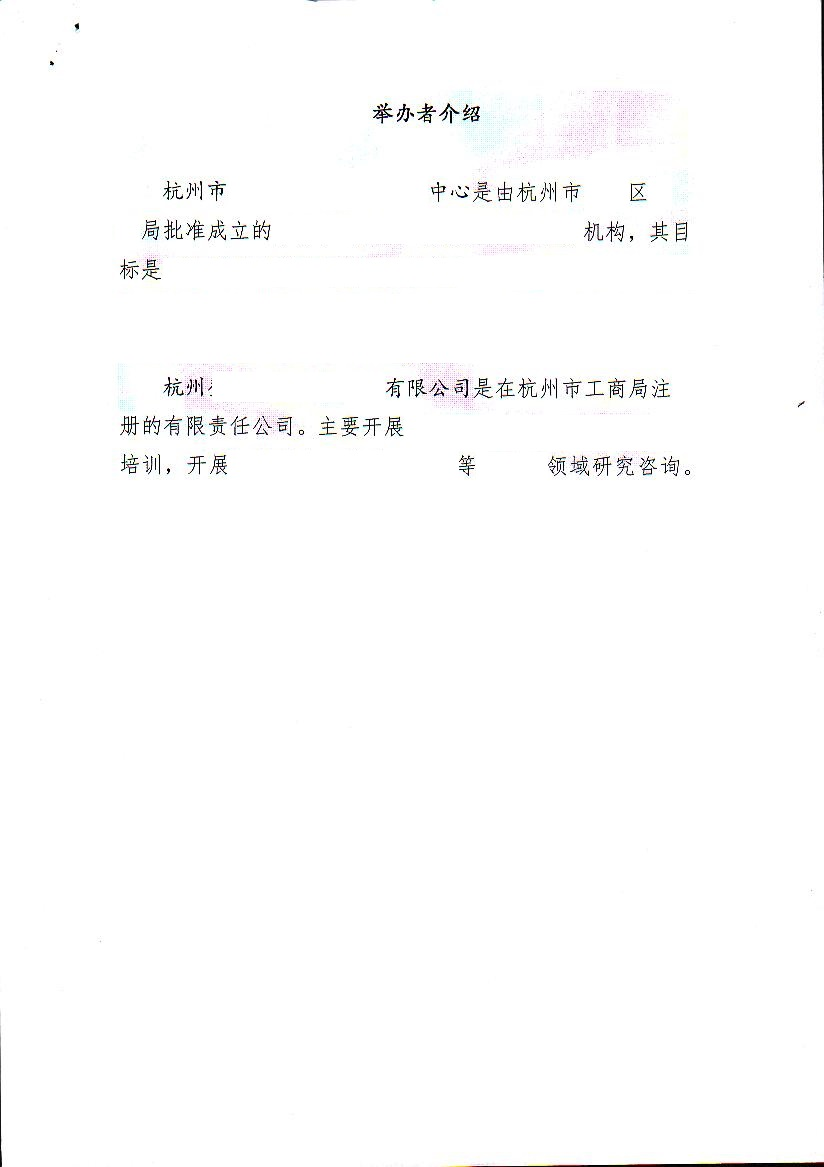 举办者介绍
杭州市 中心是由杭州市 区
局批准成立的 机构，其目
标是
杭州 有限公司是在杭州市工商局注
册的有限责任公司。主要开展
培训，开展 等 领域研究咨询。